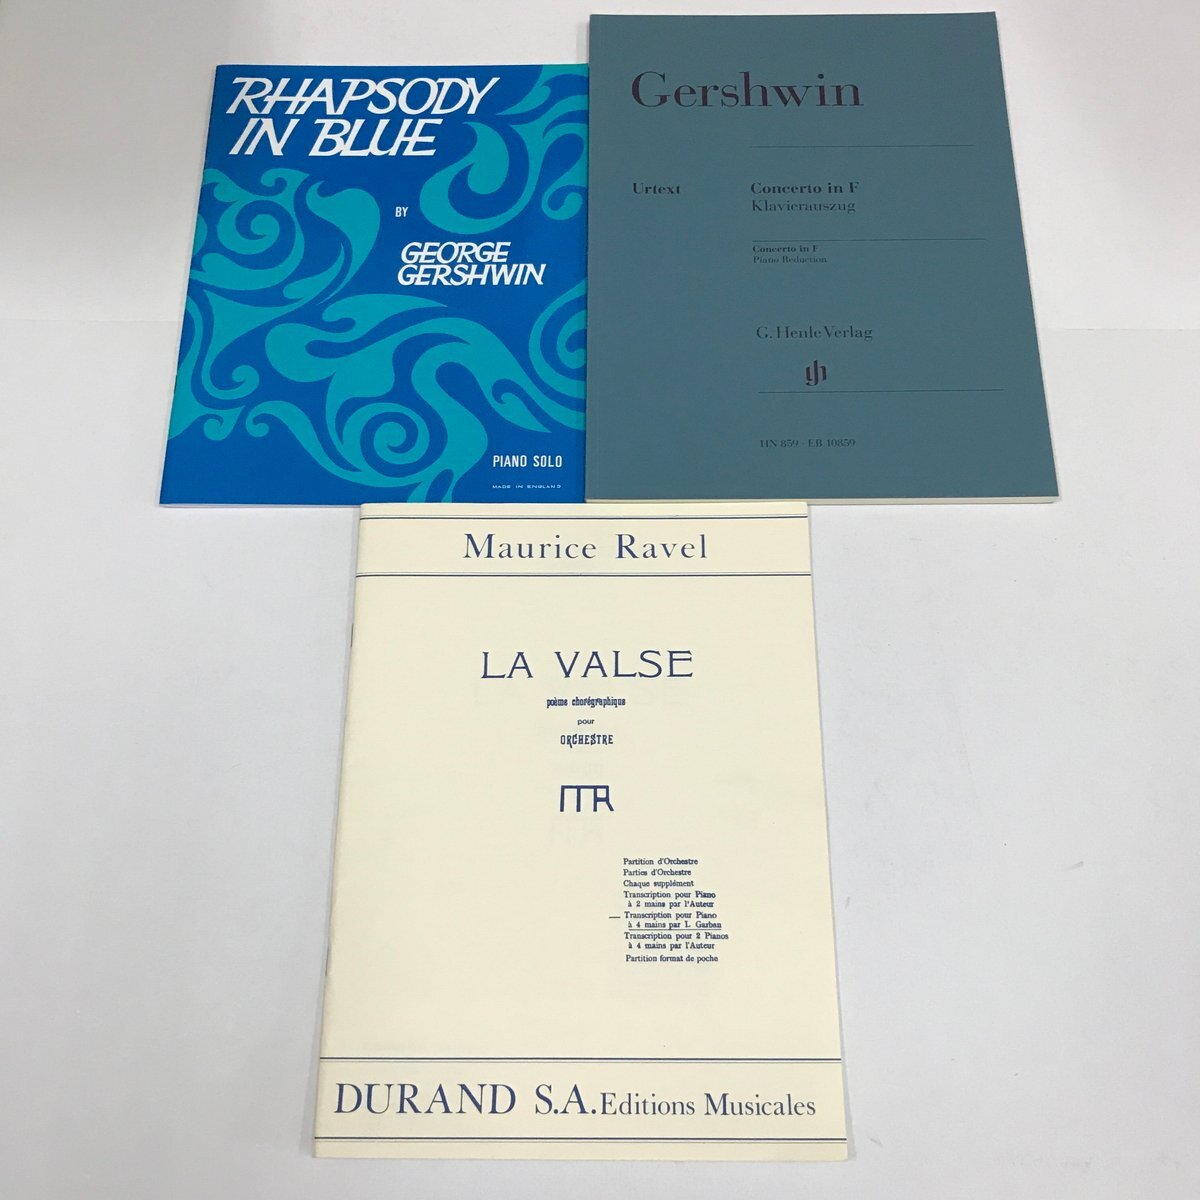 RHAPSODY
IN BLUE
BY
GEORGE
GERSHWIN
PIANO SOLO
MADE IN ENGLAND
Gershwin
Urtext
Concerto in F
Klavierauszug
Concerto in F
Piano Reduction
G. Henle Verlag
HN 859 · EB 10859
Maurice Ravel
LA VALSE
poème chorégraphique
pour
ORCHESTRE
MR
Partition d'Orchestre
Parties d'Orchestre
Chaque supplément
Transcription pour Piano
à 2 mains par l'Auteur
Transcription pour Piano
à 4 mains par L Garban
Transcription pour 2 Pianos
à 4 mains par l'Auteur
Partition format de poche
DURAND S.A. Editions Musicales